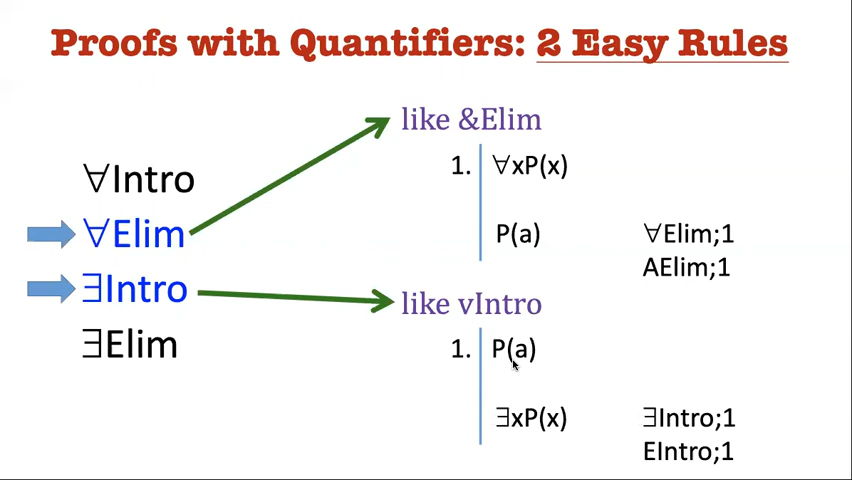 Proofs with Quantifiers: 2 Easy Rules
∀Intro
∀Elim
∃Intro
∃Elim
like &Elim
1. ∀xP(x)
P(a) ∀Elim;1
AElim;1
like vIntro
1. P(a)
∃xP(x) ∃Intro;1
EIntro;1